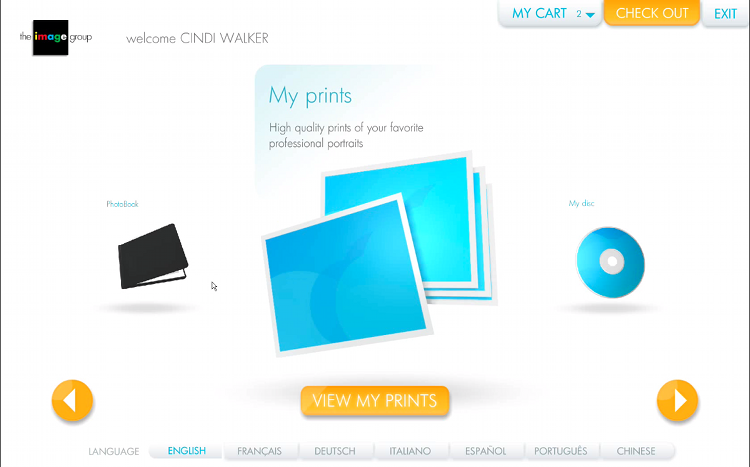 MY CART 2
CHECK OUT
EXIT
the image group
welcome CINDI WALKER
My prints
High quality prints of your favorite
professional portraits
PhotoBook
My disc
VIEW MY PRINTS
LANGUAGE
ENGLISH
FRANÇAIS
DEUTSCH
ITALIANO
ESPAÑOL
PORTUGUÊS
CHINESE